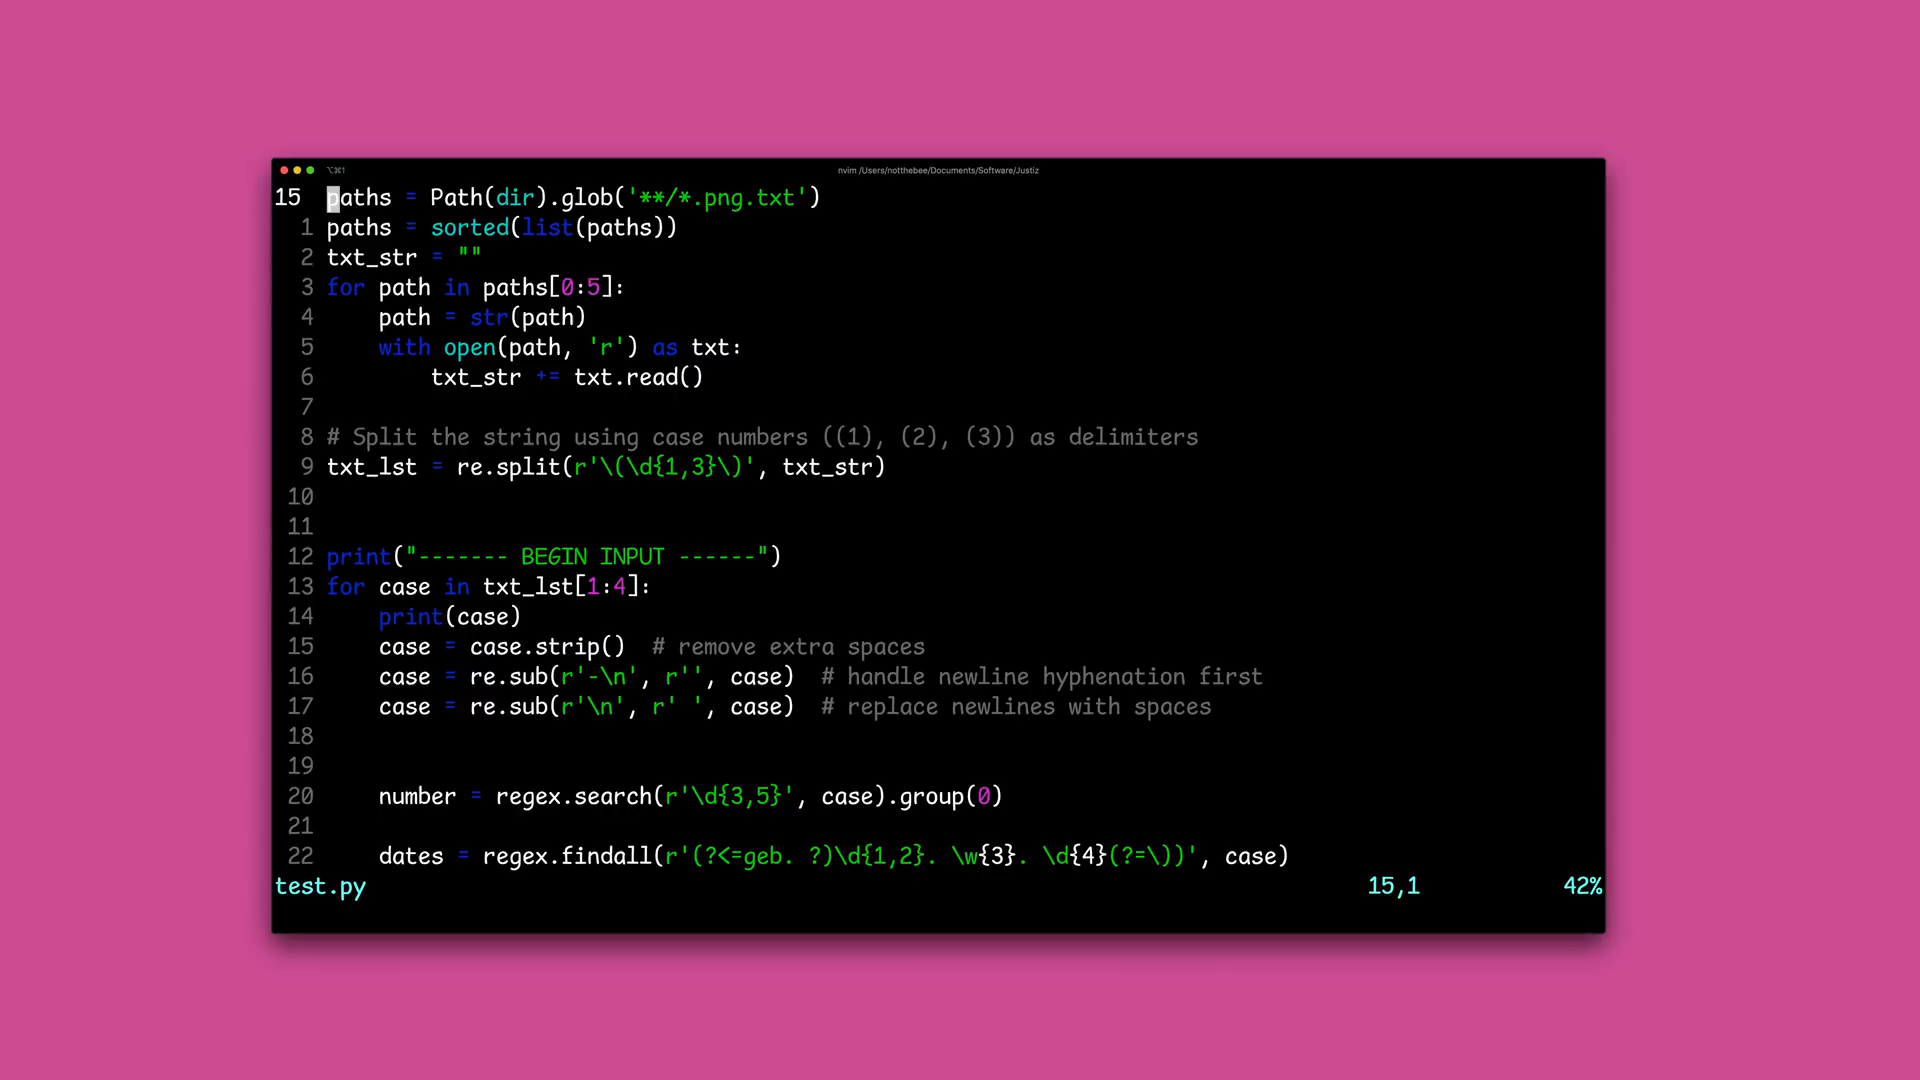 ⌥⌘1 nvim /Users/notthebee/Documents/Software/Justiz
15 paths = Path(dir).glob('**/*.png.txt')
1 paths = sorted(list(paths))
2 txt_str = ""
3 for path in paths[0:5]:
4     path = str(path)
5     with open(path, 'r') as txt:
6         txt_str += txt.read()
7
8 # Split the string using case numbers ((1), (2), (3)) as delimiters
9 txt_lst = re.split(r'\(\d{1,3}\)', txt_str)
10
11
12 print("------- BEGIN INPUT ------")
13 for case in txt_lst[1:4]:
14     print(case)
15     case = case.strip()  # remove extra spaces
16     case = re.sub(r'-\n', r'', case)  # handle newline hyphenation first
17     case = re.sub(r'\n', r' ', case)  # replace newlines with spaces
18
19
20     number = regex.search(r'\d{3,5}', case).group(0)
21
22     dates = regex.findall(r'(?<=geb. ?)\d{1,2}. \w{3}. \d{4}(?=\))', case)
test.py 15,1 42%